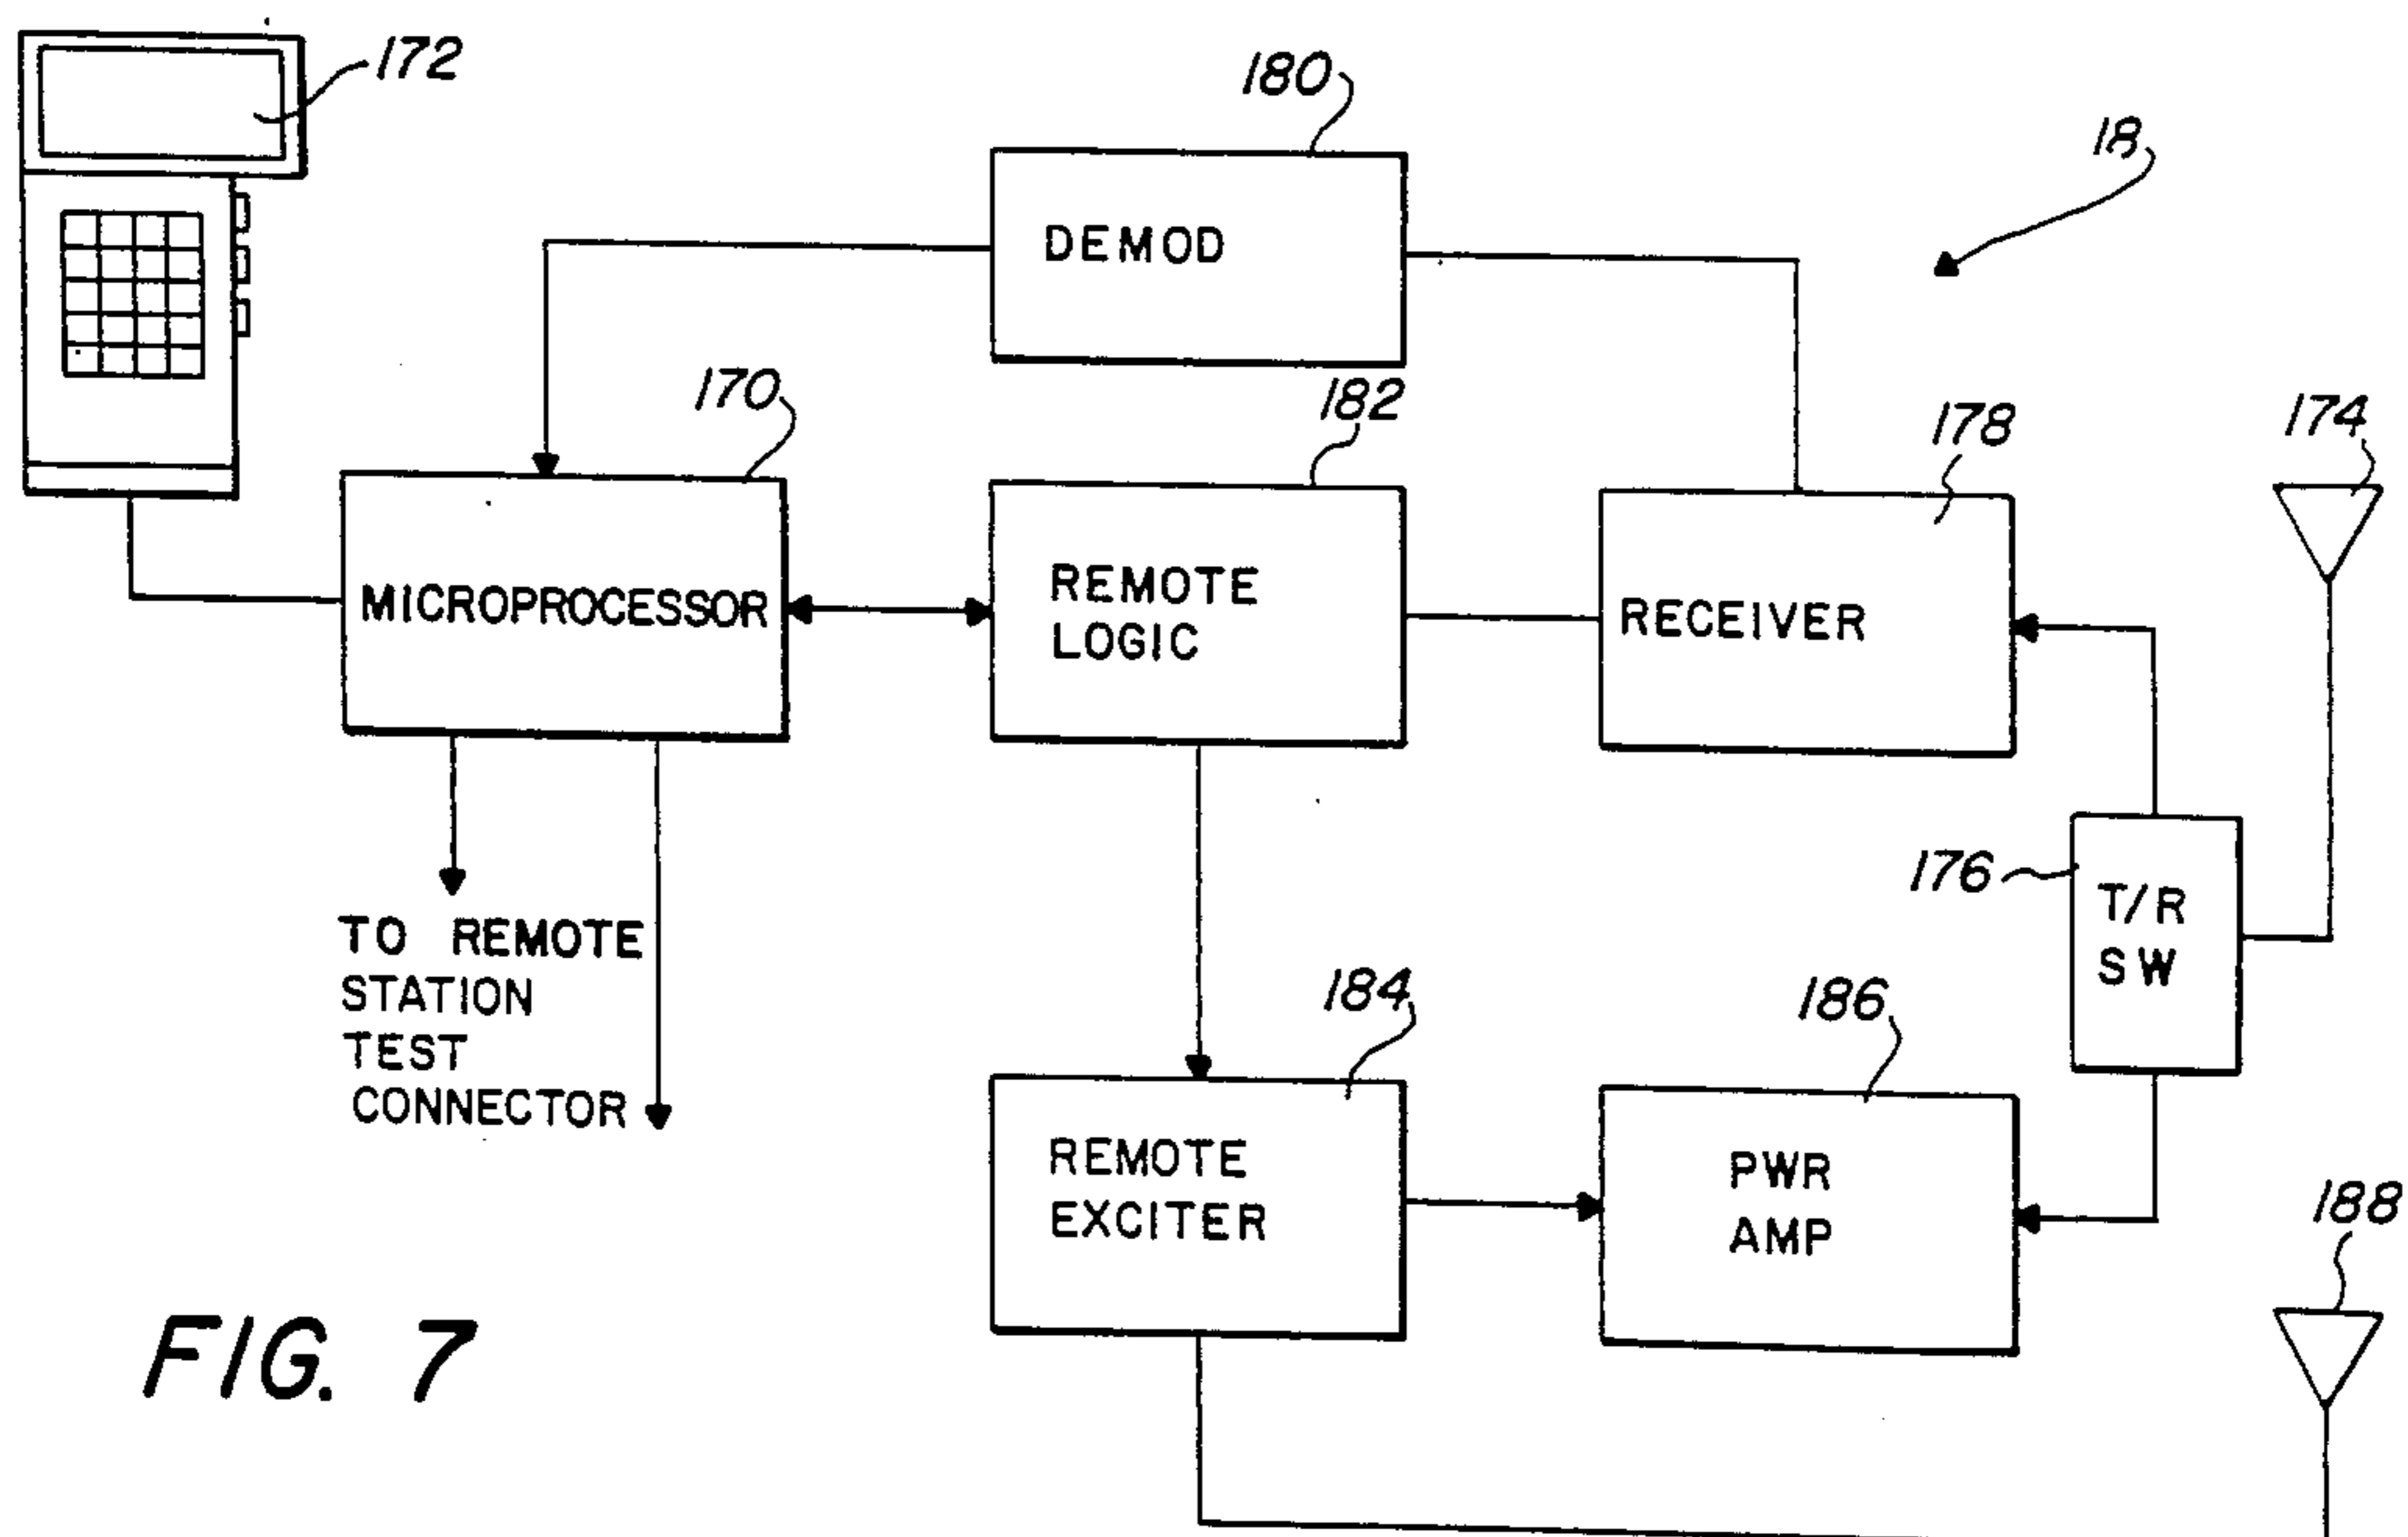 172
180
18
DEMOD
170
182
178
174
MICROPROCESSOR
REMOTE
LOGIC
RECEIVER
176
T/R
SW
TO REMOTE
STATION
TEST
CONNECTOR
184
186
REMOTE
EXCITER
PWR
AMP
188
FIG. 7